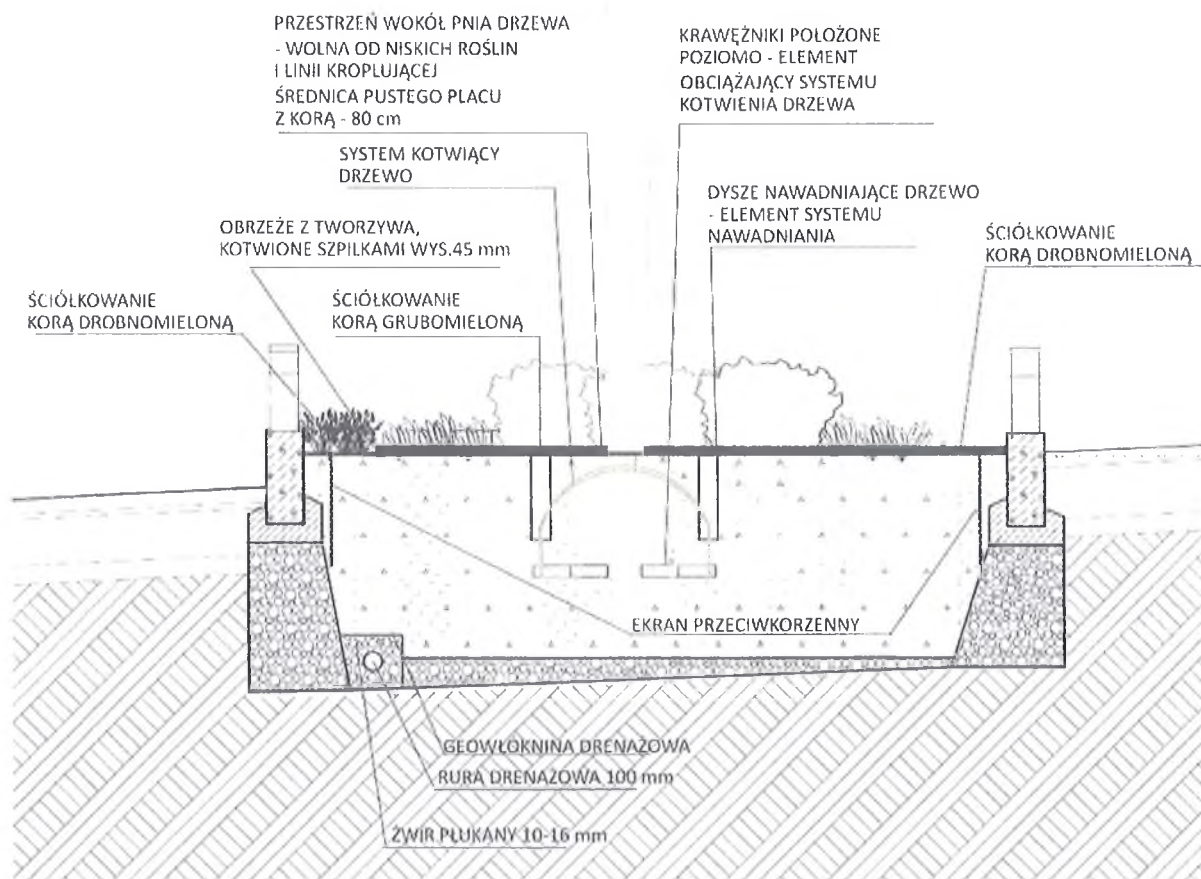 PRZESTRZEŃ WOKÓŁ PNIA DRZEWA
- WOLNA OD NISKICH ROŚLIN
I LINII KROPLUJĄCEJ
ŚREDNICA PUSTEGO PLACU
Z KORĄ - 80 cm
KRAWĘŻNIKI POŁOŻONE
POZIOMO - ELEMENT
OBCIĄŻAJĄCY SYSTEMU
KOTWIENIA DRZEWA
SYSTEM KOTWIĄCY
DRZEWO
DYSZE NAWADNIAJĄCE DRZEWO
- ELEMENT SYSTEMU
NAWADNIANIA
OBRZEŻE Z TWORZYWA,
KOTWIONE SZPILKAMI WYS.45 mm
ŚCIÓŁKOWANIE
KORĄ DROBNOMIELONĄ
ŚCIÓŁKOWANIE
KORĄ DROBNOMIELONĄ
ŚCIÓŁKOWANIE
KORĄ GRUBOMIELONĄ
EKRAN PRZECIWKORZENNY
GEOWŁOKNINA DRENAŻOWA
RURA DRENAŻOWA 100 mm
ŻWIR PŁUKANY 10-16 mm